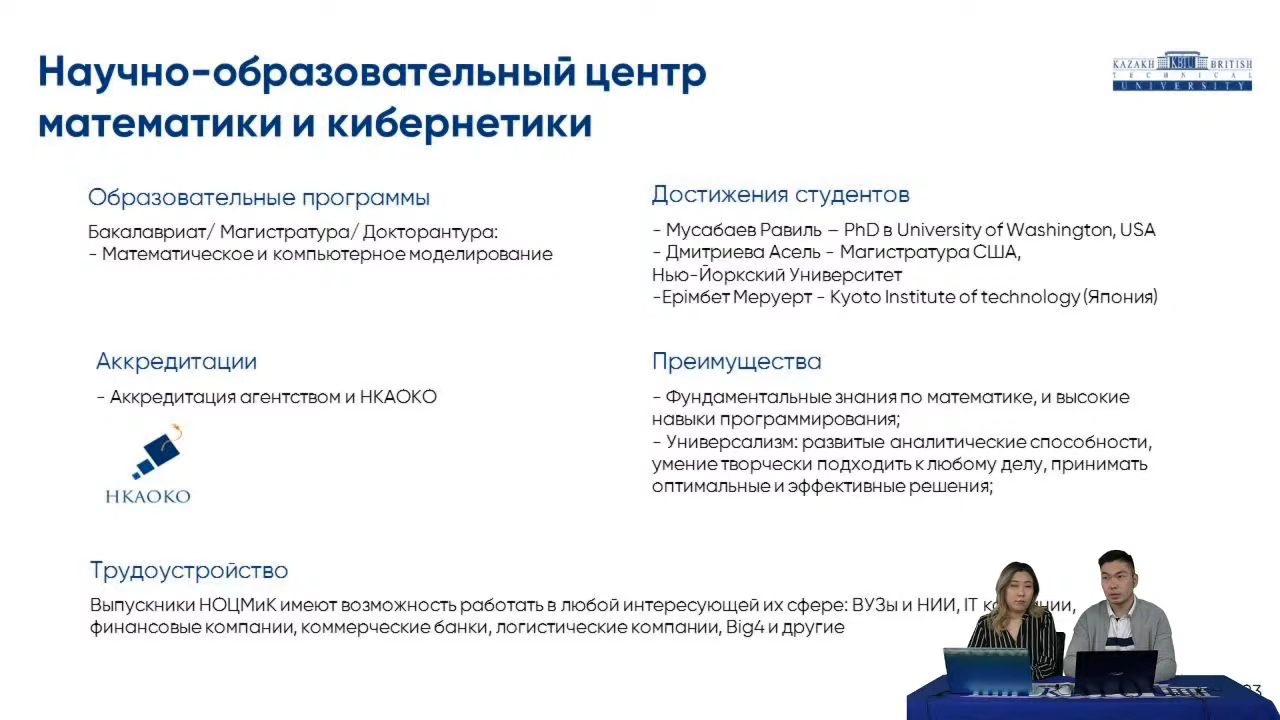 Научно-образовательный центр
математики и кибернетики
KAZAKH KBTU BRITISH
TECHNICAL
UNIVERSITY
Образовательные программы
Бакалавриат/ Магистратура/ Докторантура:
- Математическое и компьютерное моделирование
Достижения студентов
- Мусабаев Равиль – PhD в University of Washington, USA
- Дмитриева Асель - Магистратура США,
Нью-Йоркский Университет
-Ерімбет Меруерт - Kyoto Institute of technology (Япония)
Аккредитации
- Аккредитация агентством и НКАОКО
НКАОКО
Преимущества
- Фундаментальные знания по математике, и высокие
навыки программирования;
- Универсализм: развитые аналитические способности,
умение творчески подходить к любому делу, принимать
оптимальные и эффективные решения;
Трудоустройство
Выпускники НОЦМиК имеют возможность работать в любой интересующей их сфере: ВУЗы и НИИ, IT
финансовые компании, коммерческие банки, логистические компании, Big4 и другие